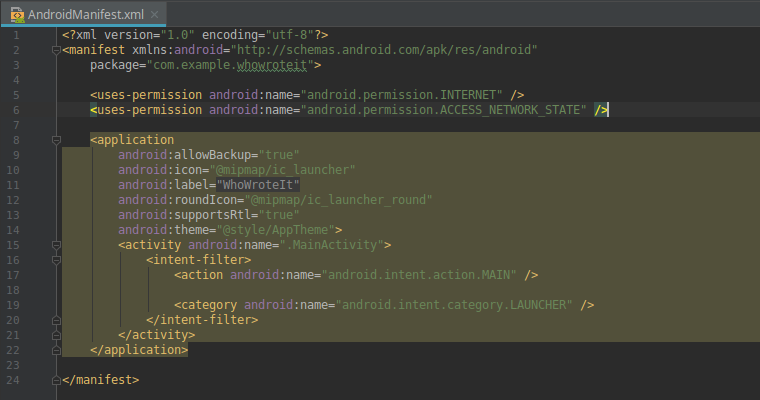 AndroidManifest.xml ×
1 <?xml version="1.0" encoding="utf-8"?>
2 <manifest xmlns:android="http://schemas.android.com/apk/res/android"
3     package="com.example.whowroteit">
4
5     <uses-permission android:name="android.permission.INTERNET" />
6     <uses-permission android:name="android.permission.ACCESS_NETWORK_STATE" />
7
8     <application
9         android:allowBackup="true"
10         android:icon="@mipmap/ic_launcher"
11         android:label="WhoWroteIt"
12         android:roundIcon="@mipmap/ic_launcher_round"
13         android:supportsRtl="true"
14         android:theme="@style/AppTheme">
15         <activity android:name=".MainActivity">
16             <intent-filter>
17                 <action android:name="android.intent.action.MAIN" />
18
19                 <category android:name="android.intent.category.LAUNCHER" />
20             </intent-filter>
21         </activity>
22     </application>
23
24 </manifest>